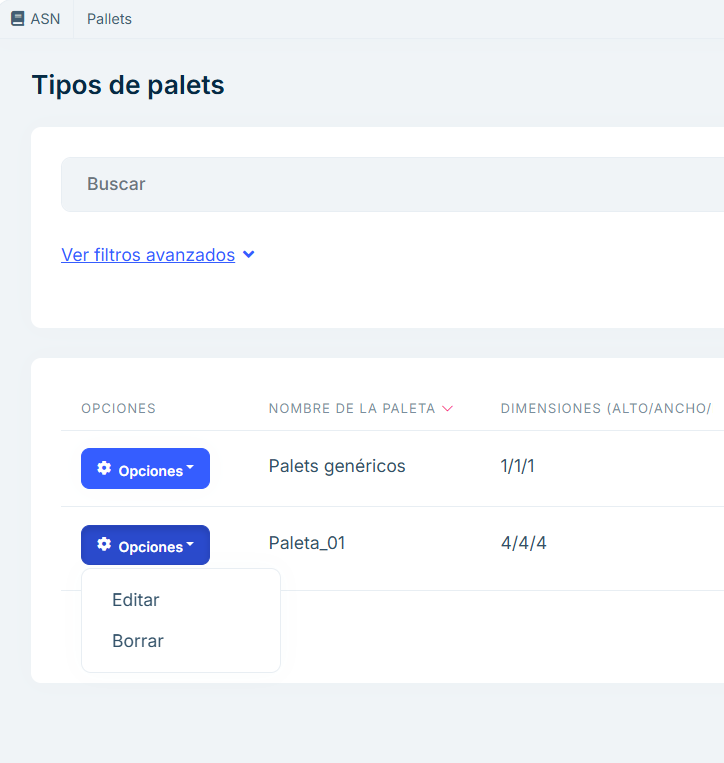 ASN Pallets
Tipos de palets
Buscar
Ver filtros avanzados
OPCIONES NOMBRE DE LA PALETA DIMENSIONES (ALTO/ANCHO/
Opciones Palets genéricos 1/1/1
Opciones Paleta_01 4/4/4
Editar
Borrar